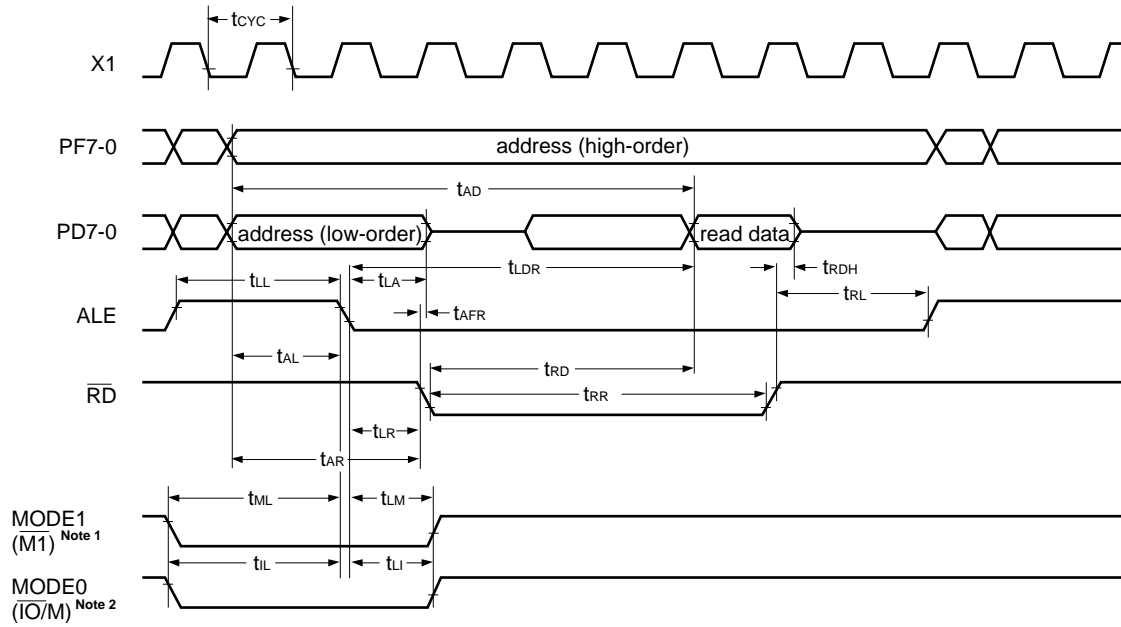 tCYC
X1
PF7-0
address (high-order)
tAD
PD7-0
address (low-order)
read data
tLL
tLA
tLDR
tRDH
tRL
ALE
tAFR
tAL
tRD
RD
tRR
tLR
tAR
tML
tLM
MODE1
(M1) Note 1
tIL
tLI
MODE0
(IO/M) Note 2